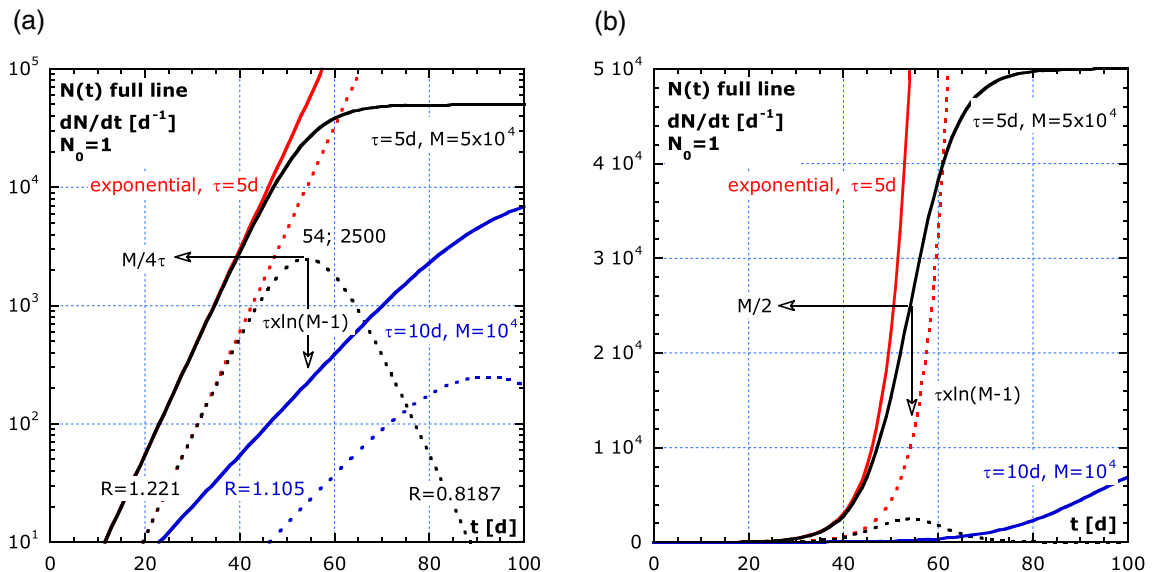 (a)
10⁵
N(t) full line
dN/dt [d⁻¹]
N₀=1
τ=5d, M=5x10⁴
exponential, τ=5d
10⁴
54; 2500
M/4τ
10³
τxln(M-1)
τ=10d, M=10⁴
10²
R=1.221
R=1.105
R=0.8187
t [d]
10¹
0
20
40
60
80
100
(b)
5 10⁴
N(t) full line
dN/dt [d⁻¹]
N₀=1
τ=5d, M=5x10⁴
4 10⁴
exponential, τ=5d
3 10⁴
M/2
2 10⁴
τxln(M-1)
1 10⁴
τ=10d, M=10⁴
t [d]
0
0
20
40
60
80
100